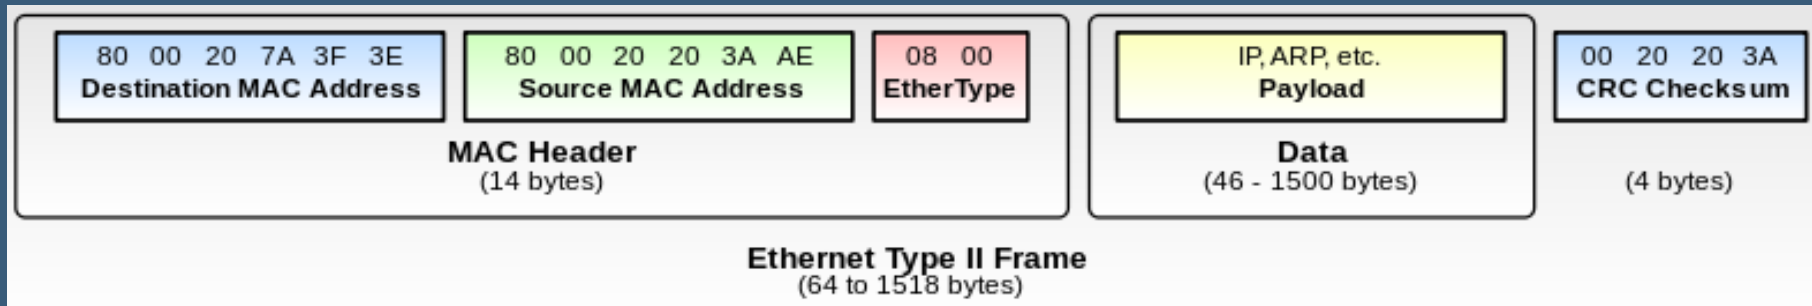 80 00 20 7A 3F 3E
Destination MAC Address
80 00 20 20 3A AE
Source MAC Address
08 00
EtherType
MAC Header
(14 bytes)
IP, ARP, etc.
Payload
Data
(46 - 1500 bytes)
00 20 20 3A
CRC Checksum
(4 bytes)
Ethernet Type II Frame
(64 to 1518 bytes)